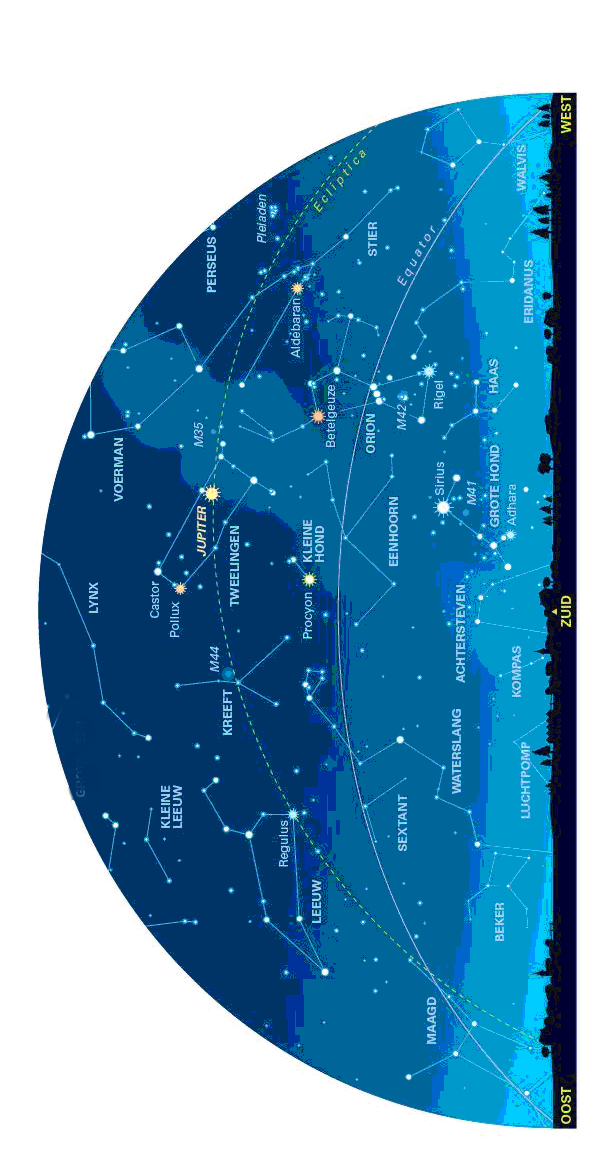 LYNX
VOERMAN
PERSEUS
Pleiaden
Ecliptica
STIER
Aldebaran
M35
JUPITER
Castor
Pollux
TWEELINGEN
KLEINE
LEEUW
KREEFT
M44
Regulus
LEEUW
KLEINE
HOND
Procyon
Betelgeuze
ORION
M42
Rigel
Equator
EENHOORN
Sirius
M41
GROTE HOND
Adhara
HAAS
ERIDANUS
WALVIS
SEXTANT
WATERSLANG
ACHTERSTEVEN
KOMPAS
LUCHTPOMP
BEKER
MAAGD
OOST
ZUID
WEST